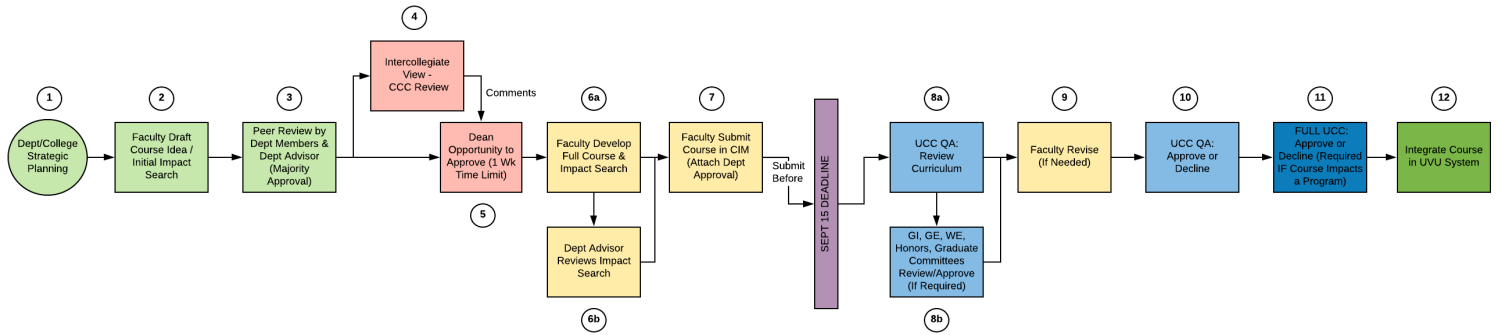 1
Dept/College
Strategic
Planning
2
Faculty Draft
Course Idea /
Initial Impact
Search
3
Peer Review by
Dept Members &
Dept Advisor
(Majority
Approval)
4
Intercollegiate
View -
CCC Review
Comments
Dean
Opportunity to
Approve (1 Wk
Time Limit)
5
6a
Faculty Develop
Full Course &
Impact Search
Dept Advisor
Reviews Impact
Search
6b
7
Faculty Submit
Course in CIM
(Attach Dept
Approval)
Submit
Before
SEPT 15 DEADLINE
8a
UCC QA:
Review
Curriculum
GI, GE, WE,
Honors, Graduate
Committees
Review/Approve
(If Required)
8b
9
Faculty Revise
(If Needed)
10
UCC QA:
Approve or
Decline
11
FULL UCC:
Approve or
Decline (Required
IF Course Impacts
a Program)
12
Integrate Course
in UVU System